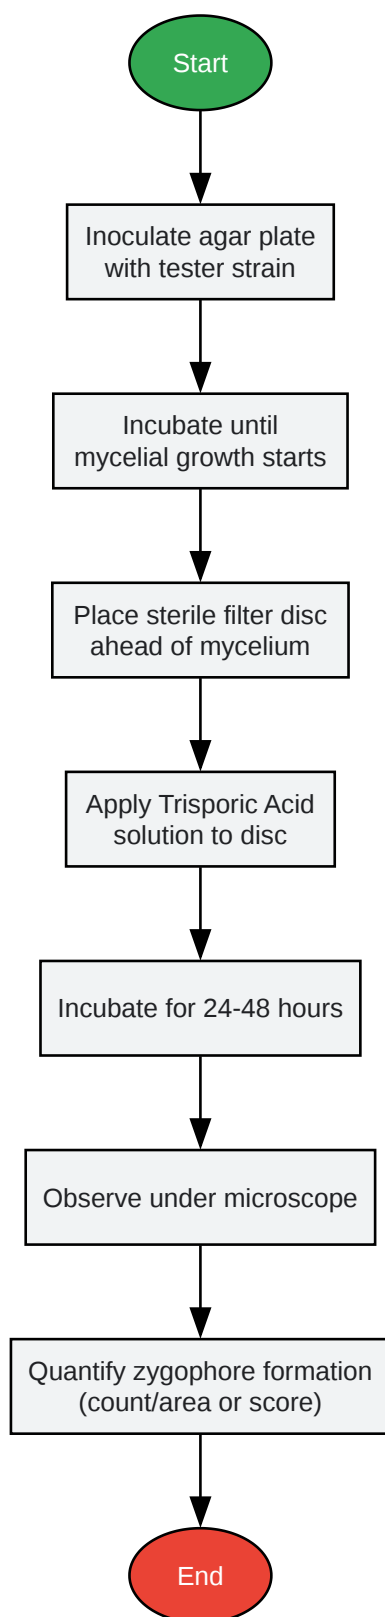 Start
Inoculate agar plate
with tester strain
Incubate until
mycelial growth starts
Place sterile filter disc
ahead of mycelium
Apply Trisporic Acid
solution to disc
Incubate for 24-48 hours
Observe under microscope
Quantify zygophore formation
(count/area or score)
End